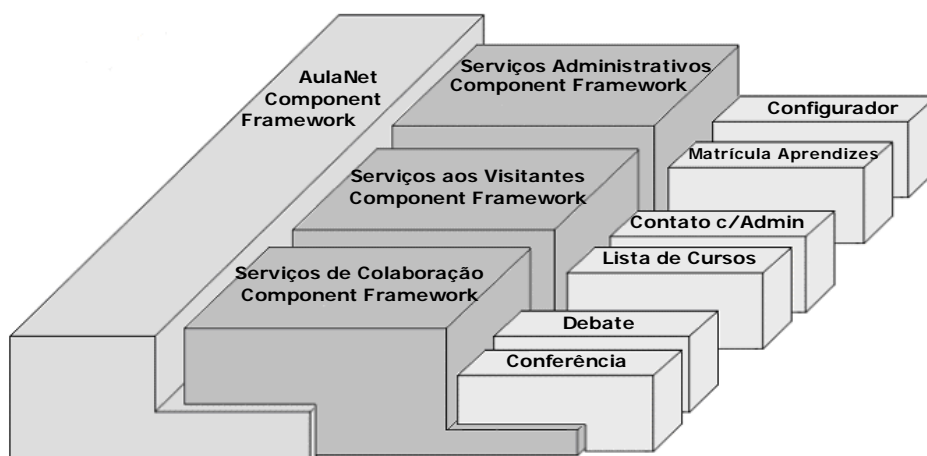 AulaNet
Component
Framework
Serviços Administrativos
Component Framework
Configurador
Matrícula Aprendizes
Serviços aos Visitantes
Component Framework
Contato c/Admin
Lista de Cursos
Serviços de Colaboração
Component Framework
Debate
Conferência